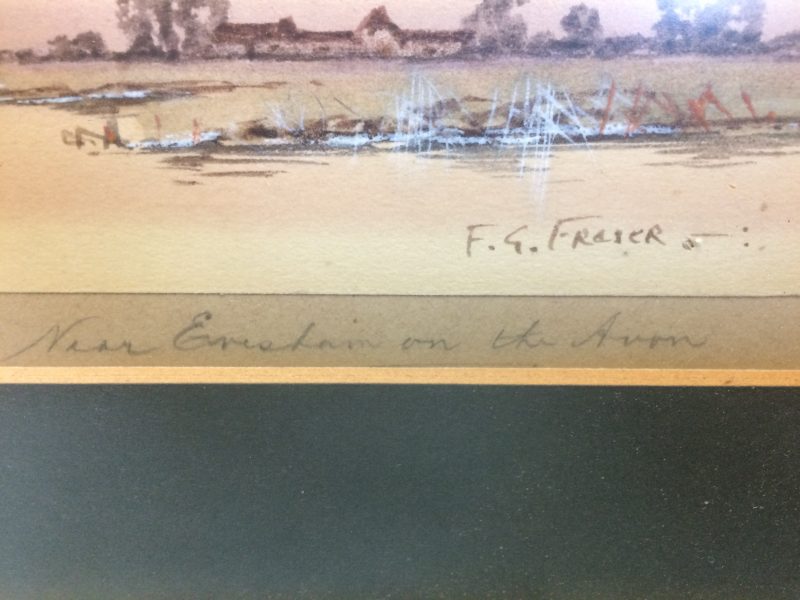 F. G. FRASER
Near Evesham on the Avon